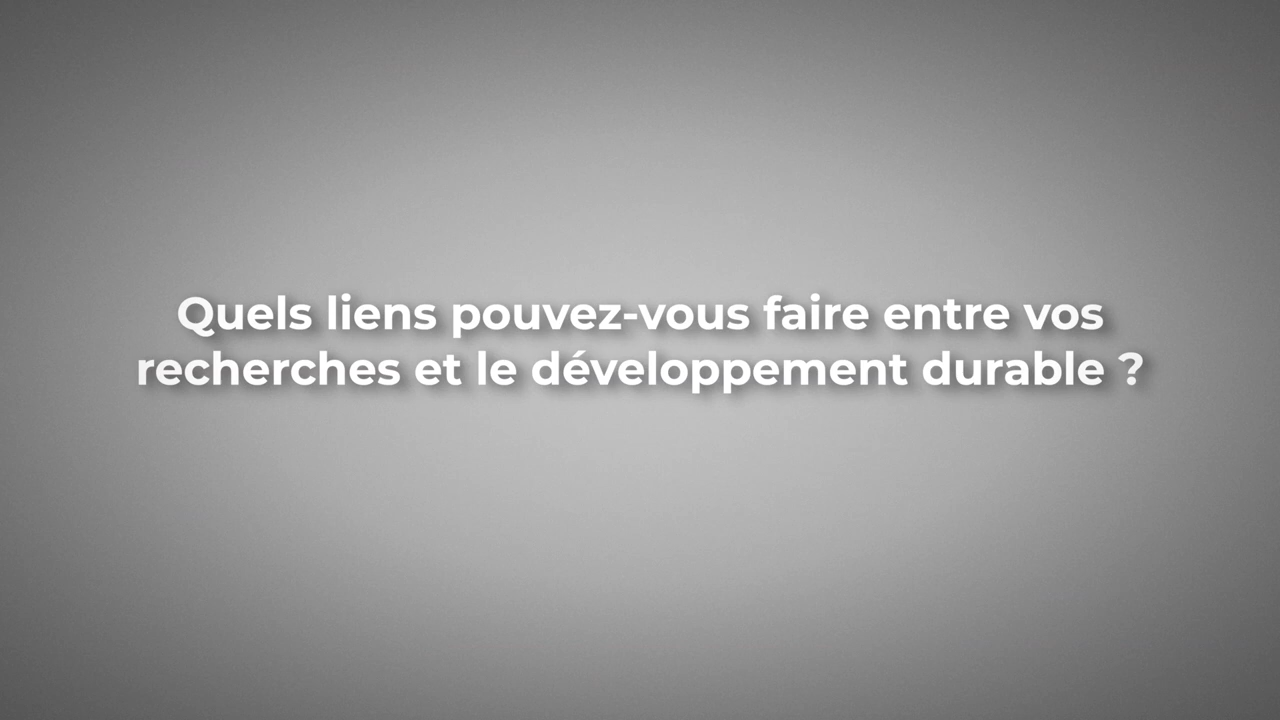 Quels liens pouvez-vous faire entre vos
recherches et le développement durable ?